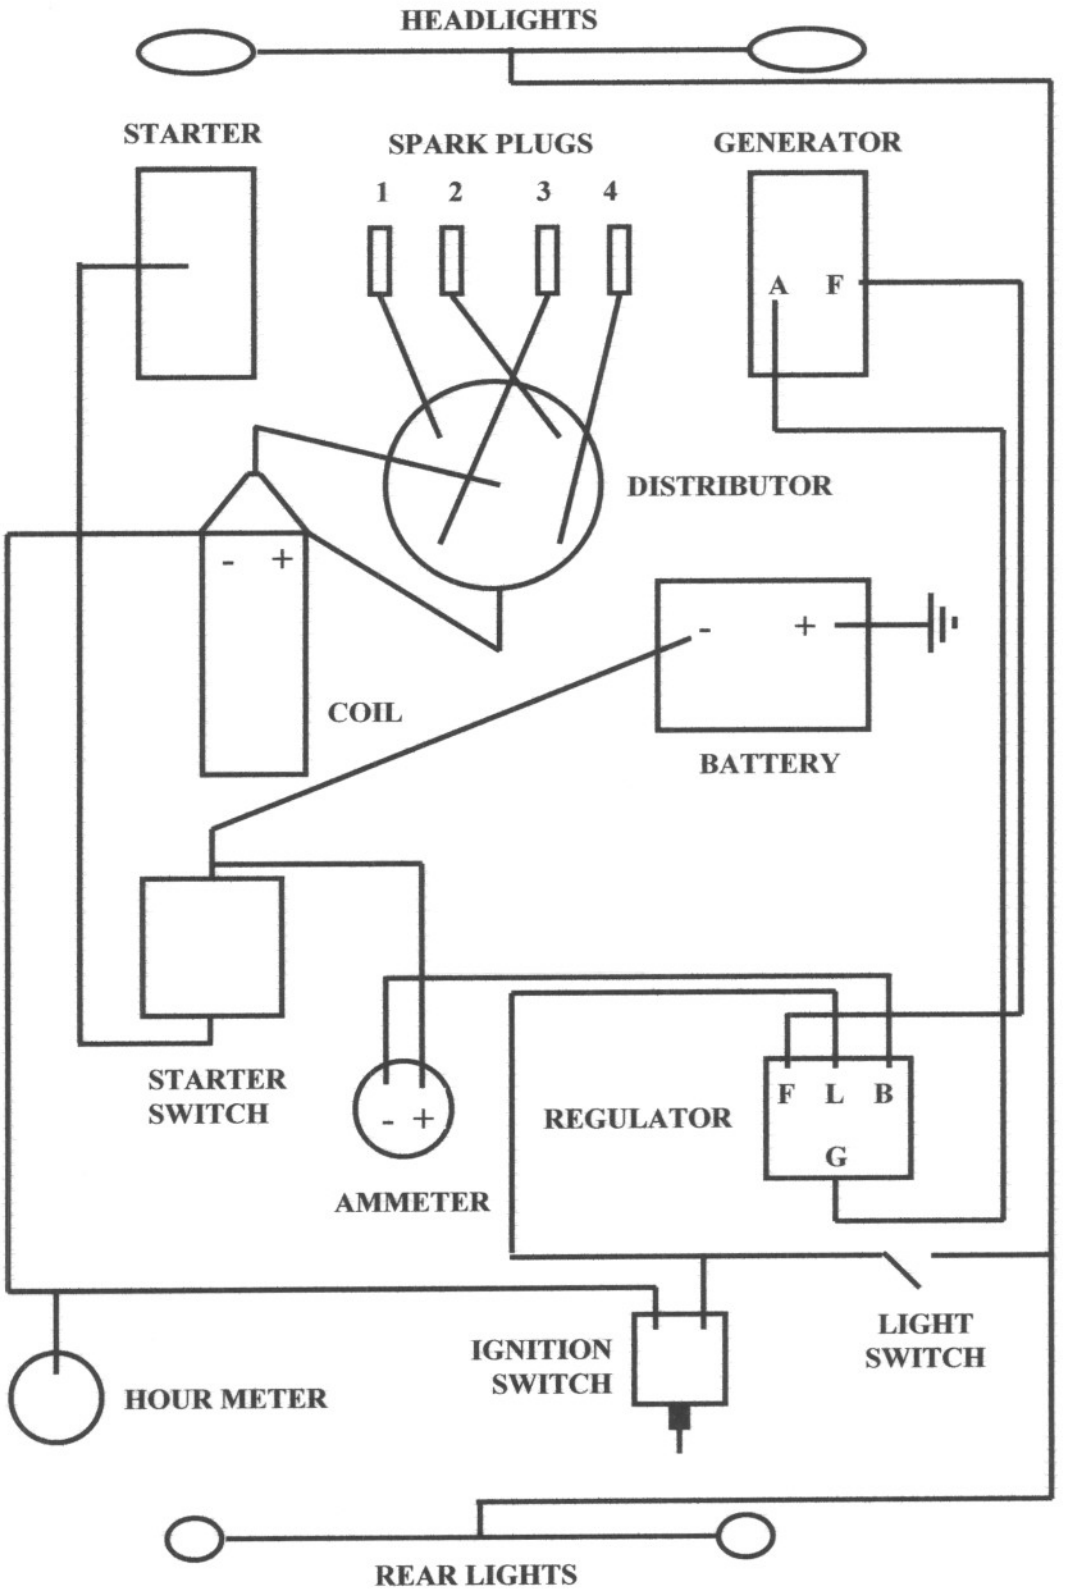 HEADLIGHTS
STARTER
SPARK PLUGS
GENERATOR
1 2 3 4
A F
DISTRIBUTOR
- +
- +
COIL
BATTERY
STARTER
SWITCH
- +
AMMETER
REGULATOR
F L B
G
LIGHT
SWITCH
IGNITION
SWITCH
HOUR METER
REAR LIGHTS